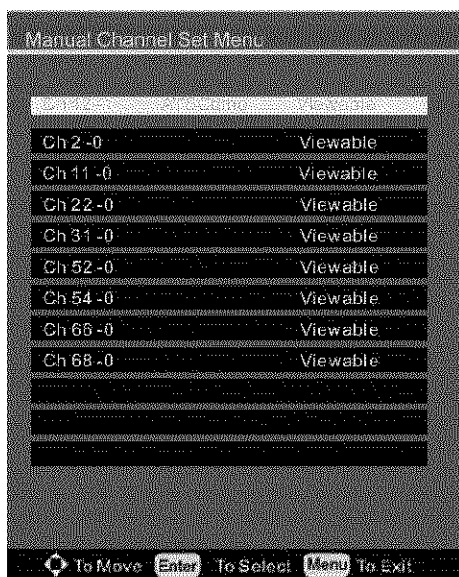 Manual Channel Set Menu
Ch 2 -0 Viewable
Ch 11 -0 Viewable
Ch 22 -0 Viewable
Ch 31 -0 Viewable
Ch 52 -0 Viewable
Ch 54 -0 Viewable
Ch 66 -0 Viewable
Ch 68 -0 Viewable
To Move Enter To Select Menu To Exit